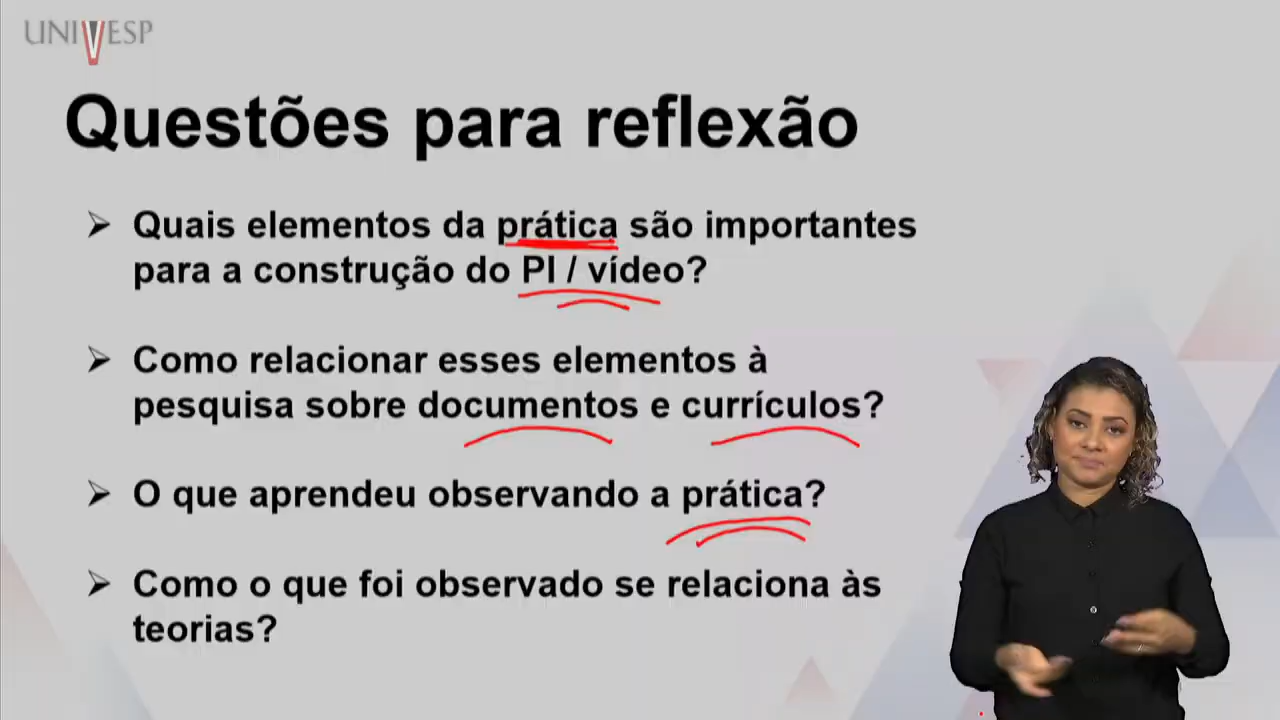 UNIVESP
Questões para reflexão
➢ Quais elementos da prática são importantes
para a construção do PI / vídeo?
➢ Como relacionar esses elementos à
pesquisa sobre documentos e currículos?
➢ O que aprendeu observando a prática?
➢ Como o que foi observado se relaciona às
teorias?